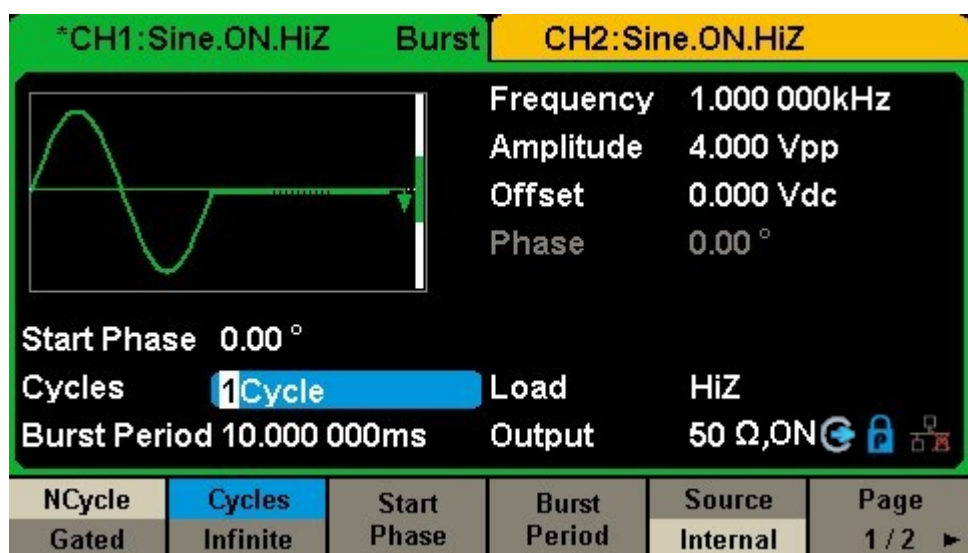 *CH1:Sine.ON.HiZ Burst CH2:Sine.ON.HiZ
Frequency 1.000 000kHz
Amplitude 4.000 Vpp
Offset 0.000 Vdc
Phase 0.00 °
Start Phase 0.00 °
Cycles 1Cycle Load HiZ
Burst Period 10.000 000ms Output 50 Ω,ON P
NCycle Cycles Start Burst Source Page
Gated Infinite Phase Period Internal 1/2 ►